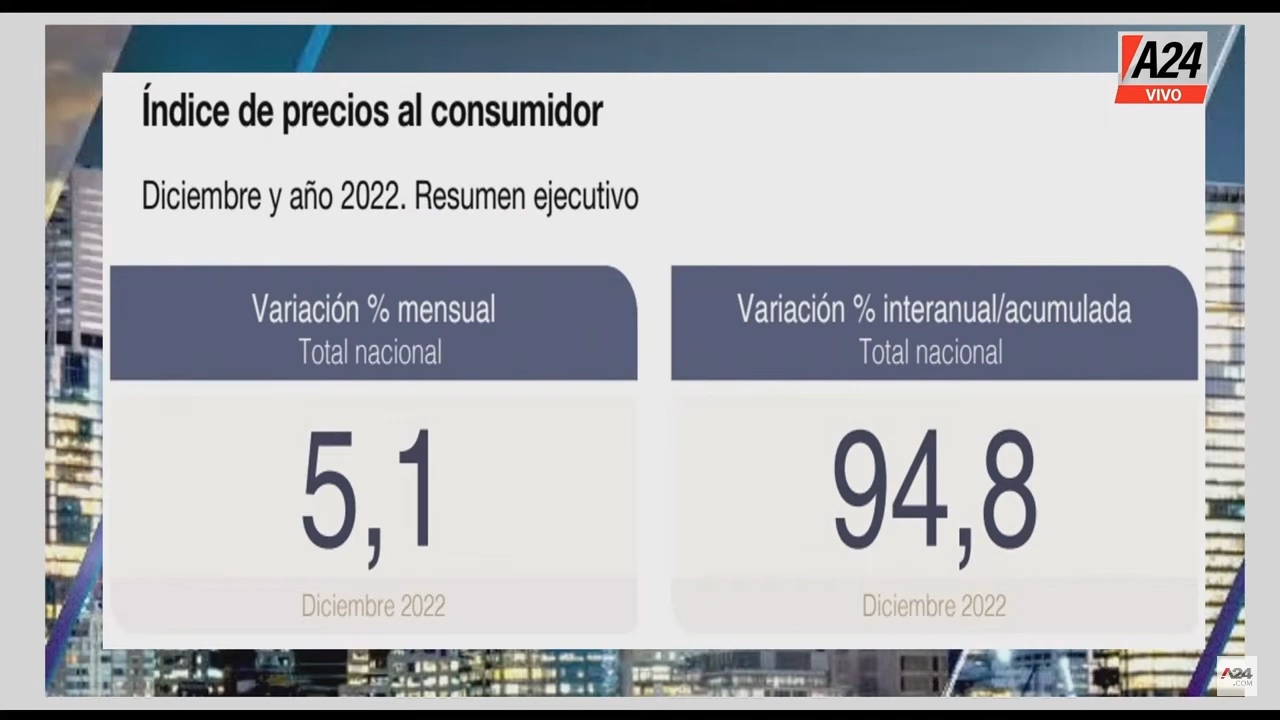 A24
VIVO
Índice de precios al consumidor
Diciembre y año 2022. Resumen ejecutivo
Variación % mensual
Total nacional
5,1
Diciembre 2022
Variación % interanual/acumulada
Total nacional
94,8
Diciembre 2022
A24
.COM